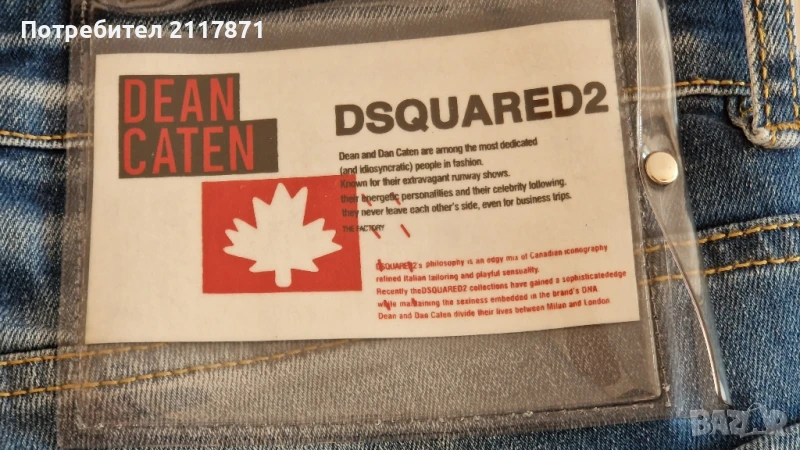 Потребител 2117871
DEAN
CATEN
DSQUARED2
Dean and Dan Caten are among the most dedicated
(and idiosyncratic) people in fashion.
Known for their extravagant runway shows.
their energetic personalities and their celebrity following.
they never leave each other's side, even for business trips.
THE FACTORY
DSQUARED2's philosophy is an edgy mix of Canadian iconography
refined Italian tailoring and playful sensuality.
Recently theDSQUARED2 collections have gained a sophisticatededge
while maintaining the sexiness embedded in the brand's DNA
Dean and Dan Caten divide their lives between Milan and London
BAZAR